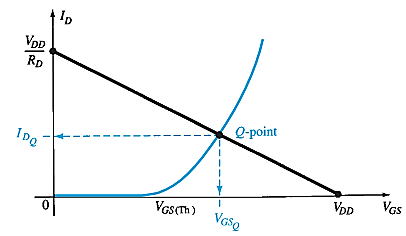 I_D
V_DD
R_D
I_DQ
Q-point
0
V_GS(Th)
V_GSQ
V_DD
V_GS